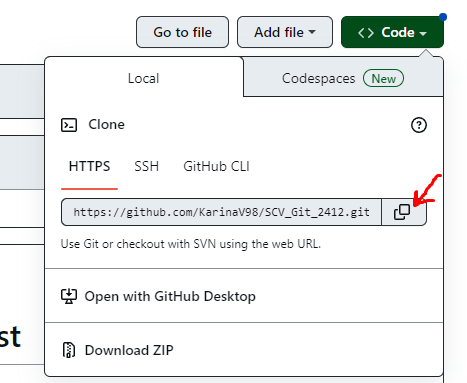 Go to file
Add file
<> Code
Local
Codespaces New
Clone
HTTPS SSH GitHub CLI
https://github.com/KarinaV98/SCV_Git_2412.git
Use Git or checkout with SVN using the web URL.
Open with GitHub Desktop
st
Download ZIP